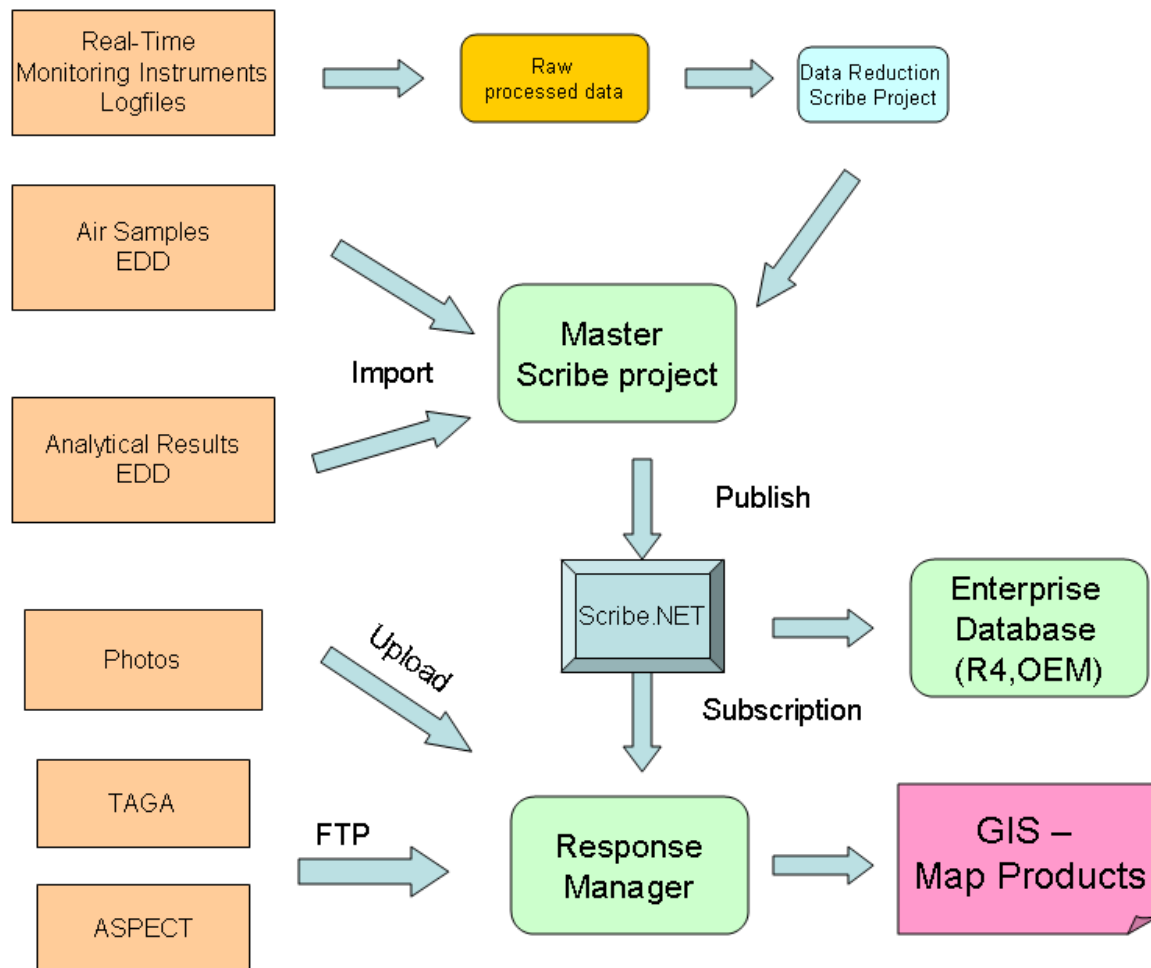 Real-Time
Monitoring Instruments
Logfiles
Raw
processed data
Data Reduction
Scribe Project
Air Samples
EDD
Master
Scribe project
Import
Analytical Results
EDD
Publish
Scribe.NET
Enterprise
Database
(R4,OEM)
Photos
Upload
Subscription
TAGA
FTP
Response
Manager
GIS –
Map Products
ASPECT